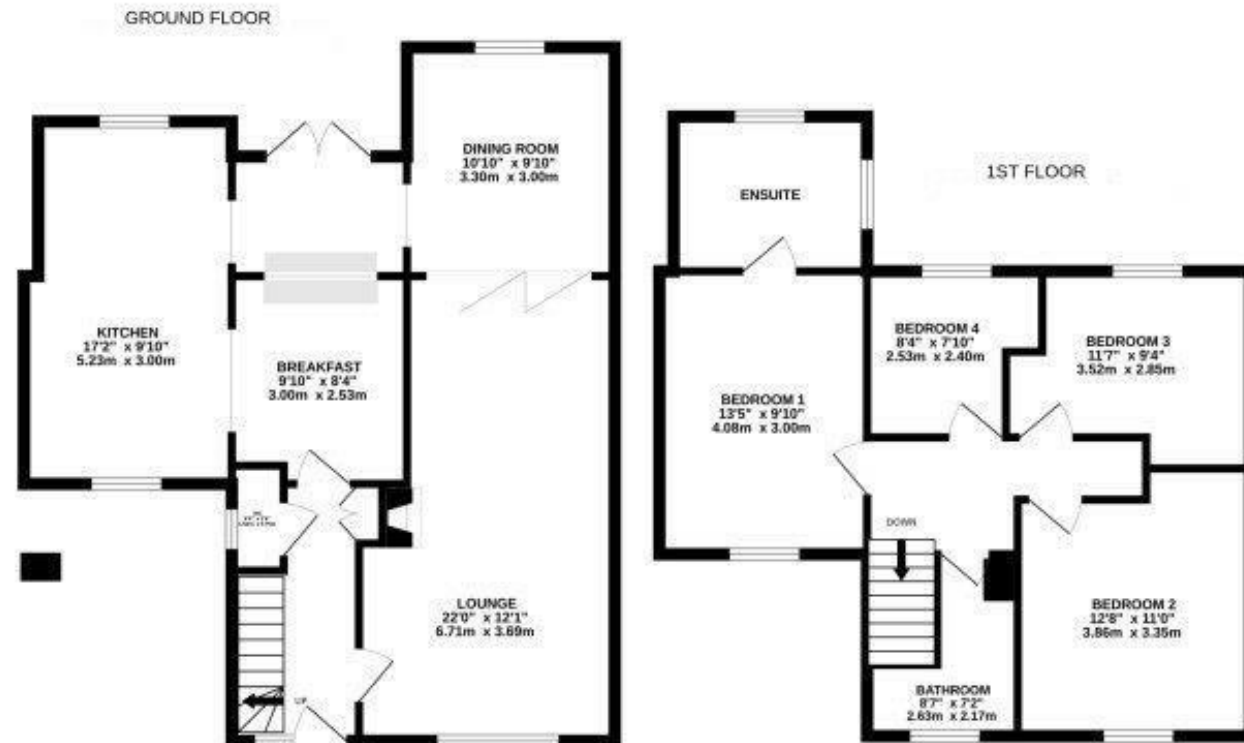 GROUND FLOOR
DINING ROOM
10'10" x 9'10"
3.30m x 3.00m
KITCHEN
17'2" x 9'10"
5.23m x 3.00m
BREAKFAST
9'10" x 8'4"
3.00m x 2.53m
LOUNGE
22'0" x 12'1"
6.71m x 3.69m
UP
1ST FLOOR
ENSUITE
BEDROOM 4
8'4" x 7'10"
2.53m x 2.40m
BEDROOM 3
11'7" x 9'4"
3.52m x 2.85m
BEDROOM 1
13'5" x 9'10"
4.08m x 3.00m
DOWN
BEDROOM 2
12'8" x 11'0"
3.86m x 3.35m
BATHROOM
8'7" x 7'2"
2.63m x 2.17m